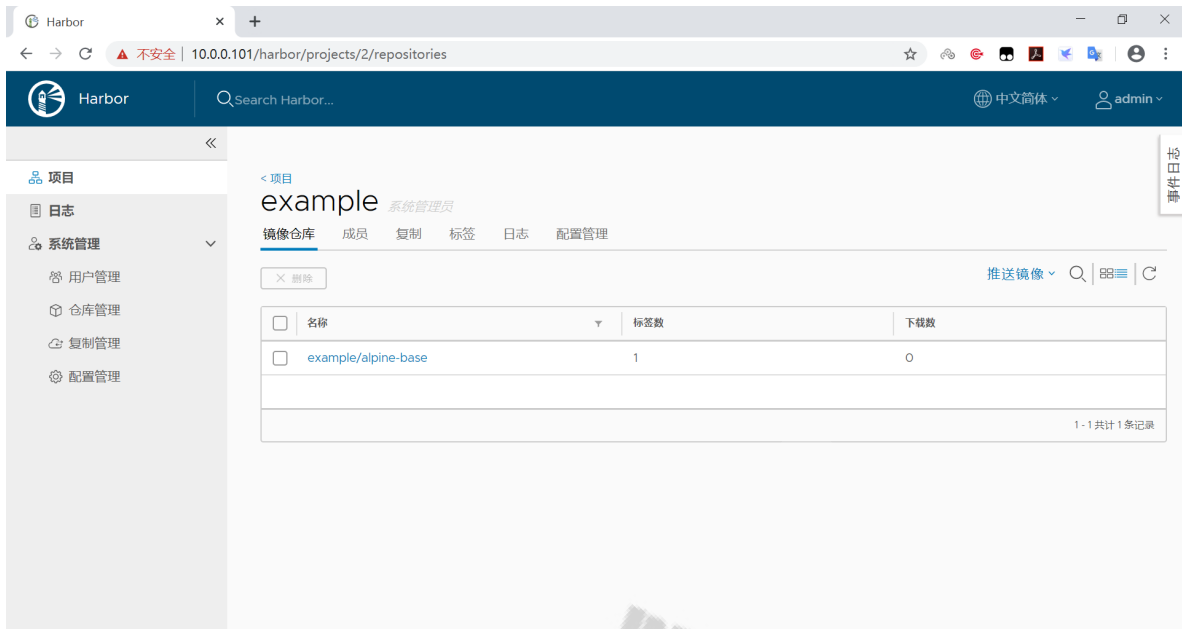 Harbor
不安全 | 10.0.0.101/harbor/projects/2/repositories
Harbor
Search Harbor...
中文简体
admin
事件日志
项目
日志
系统管理
用户管理
仓库管理
复制管理
配置管理
< 项目
example 系统管理员
镜像仓库 成员 复制 标签 日志 配置管理
删除
推送镜像
名称 标签数 下载数
example/alpine-base 1 0
1 - 1 共计 1 条记录